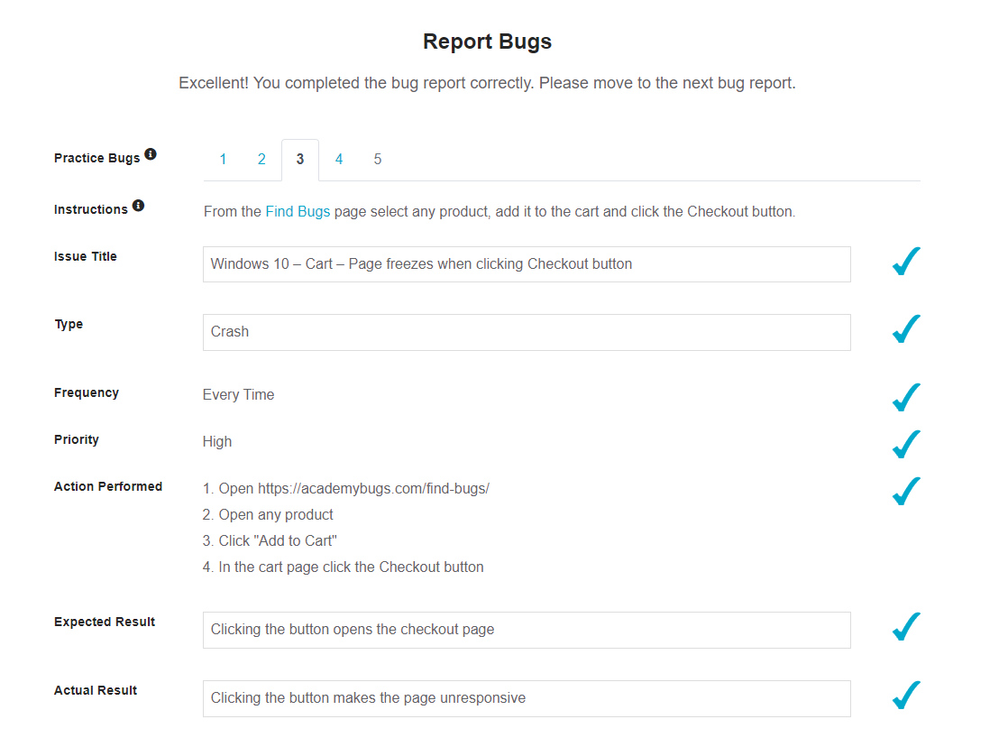 Report Bugs
Excellent! You completed the bug report correctly. Please move to the next bug report.
Practice Bugs 1 2 3 4 5
Instructions From the Find Bugs page select any product, add it to the cart and click the Checkout button.
Issue Title Windows 10 – Cart – Page freezes when clicking Checkout button
Type Crash
Frequency Every Time
Priority High
Action Performed 1. Open https://academybugs.com/find-bugs/
2. Open any product
3. Click "Add to Cart"
4. In the cart page click the Checkout button
Expected Result Clicking the button opens the checkout page
Actual Result Clicking the button makes the page unresponsive